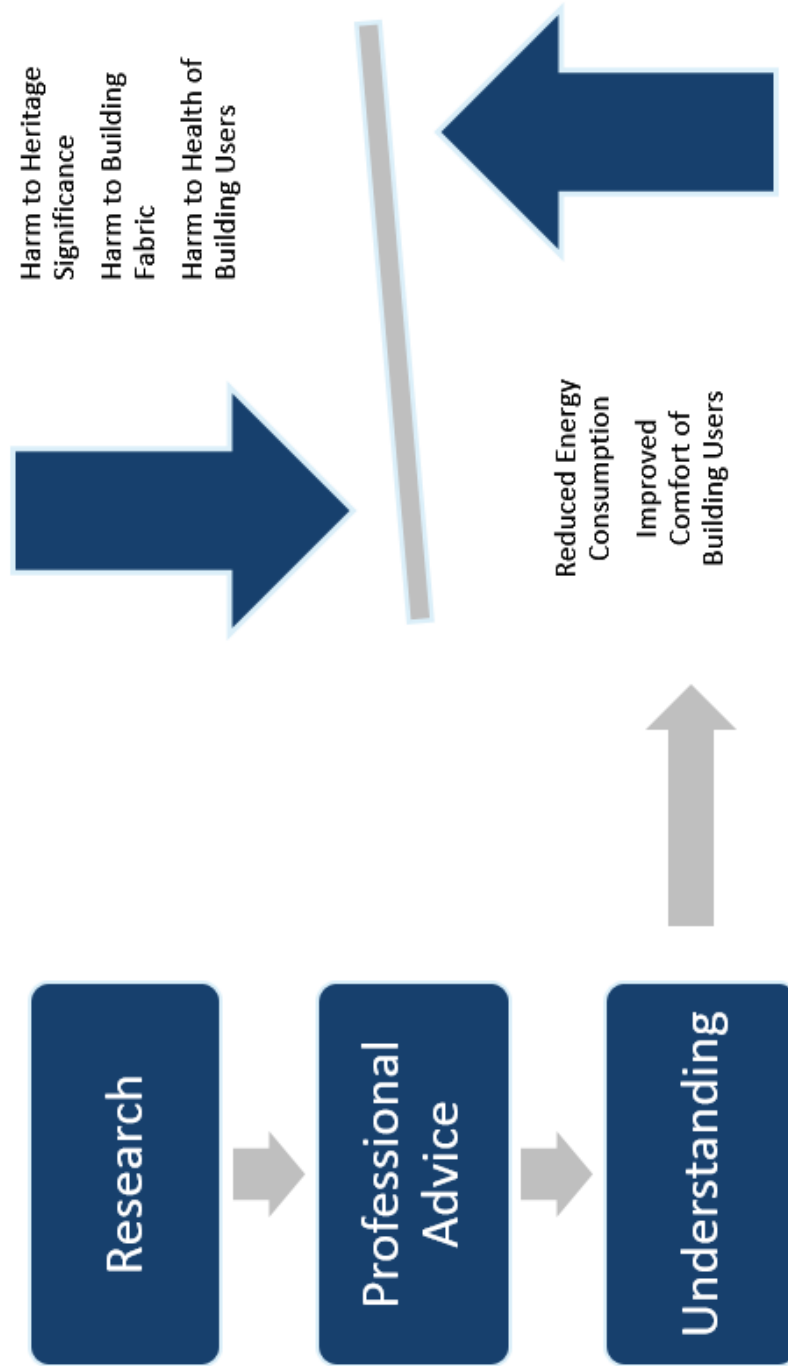 Research
Professional
Advice
Understanding
Reduced Energy
Consumption
Improved
Comfort of
Building Users
Harm to Heritage
Significance
Harm to Building
Fabric
Harm to Health of
Building Users